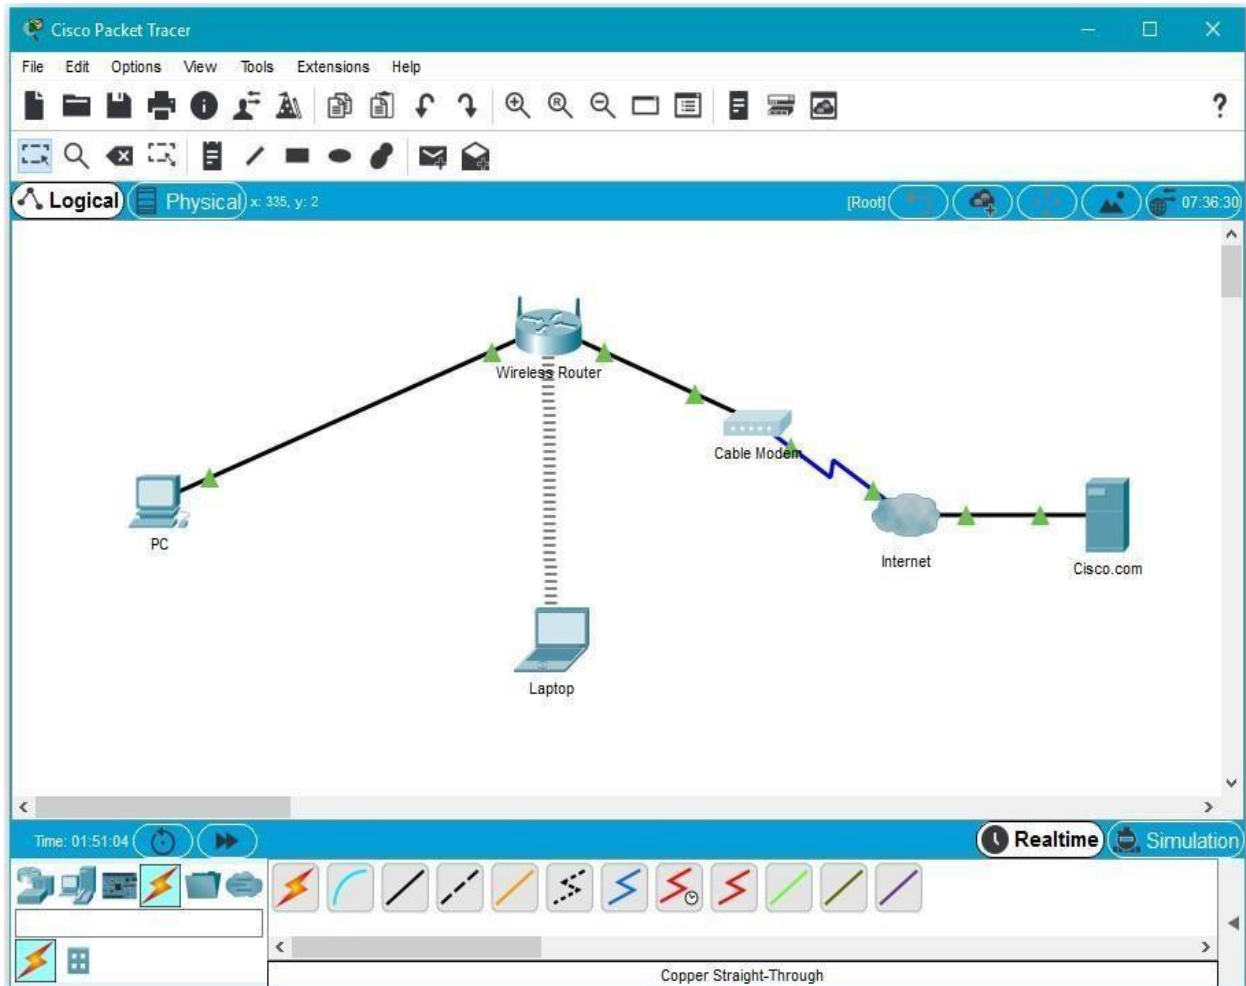 Cisco Packet Tracer
File Edit Options View Tools Extensions Help
R ?
Logical Physical x: 335, y: 2 [Root] 07:36:30
Wireless Router
Cable Modem
PC
Internet
Cisco.com
Laptop
Time: 01:51:04 Realtime Simulation
Copper Straight-Through